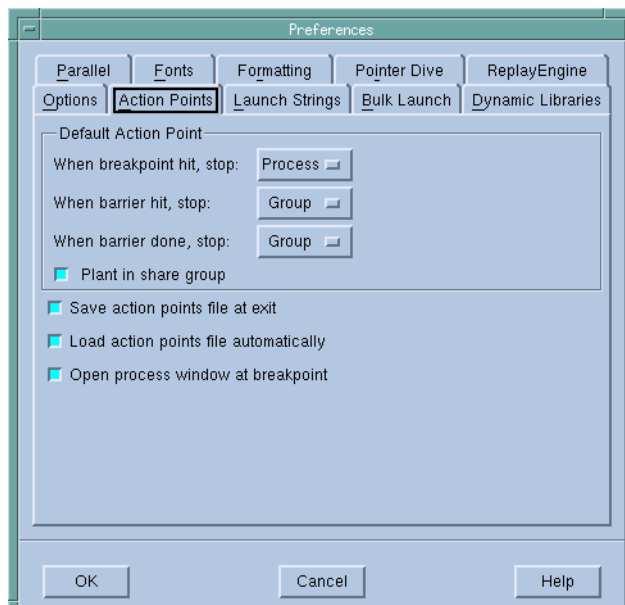 Preferences
Parallel Fonts Formatting Pointer Dive ReplayEngine
Options Action Points Launch Strings Bulk Launch Dynamic Libraries
Default Action Point
When breakpoint hit, stop: Process
When barrier hit, stop: Group
When barrier done, stop: Group
Plant in share group
Save action points file at exit
Load action points file automatically
Open process window at breakpoint
OK Cancel Help